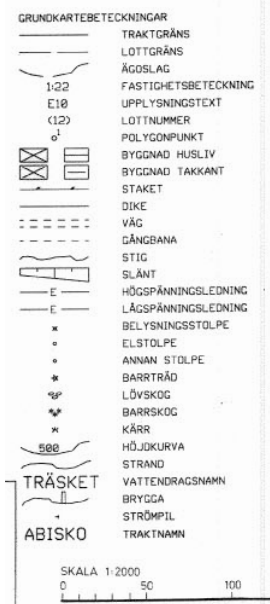 GRUNDKARTEBETECKNINGAR
TRAKTGRÄNS
LOTTGRÄNS
ÄGOSLAG
1:22 FASTIGHETSBETECKNING
E10 UPPLYSNINGSTEXT
(12) LOTTNUMMER
1 POLYGONPUNKT
BYGGNAD HUSLIV
BYGGNAD TAKKANT
STAKET
DIKE
VÄG
GÅNGBANA
STIG
SLÄNT
E HÖGSPÄNNINGSLEDNING
E LÅGSPÄNNINGSLEDNING
BELYSNINGSSTOLPE
ELSTOLPE
ANNAN STOLPE
BARRTRÄD
LÖVSKOG
BARRSKOG
KÄRR
500 HÖJDKURVA
STRAND
TRÄSKET VATTENDRAGSNAMN
BRYGGA
STRÖMPIL
ABISKO TRAKTNAMN
SKALA 1:2000
0 50 100